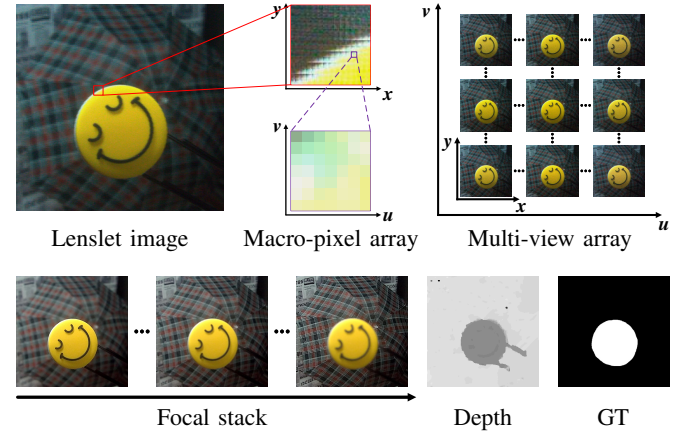 y
x
v
u
v
y
x
u
Lenslet image
Macro-pixel array
Multi-view array
Focal stack
Depth
GT